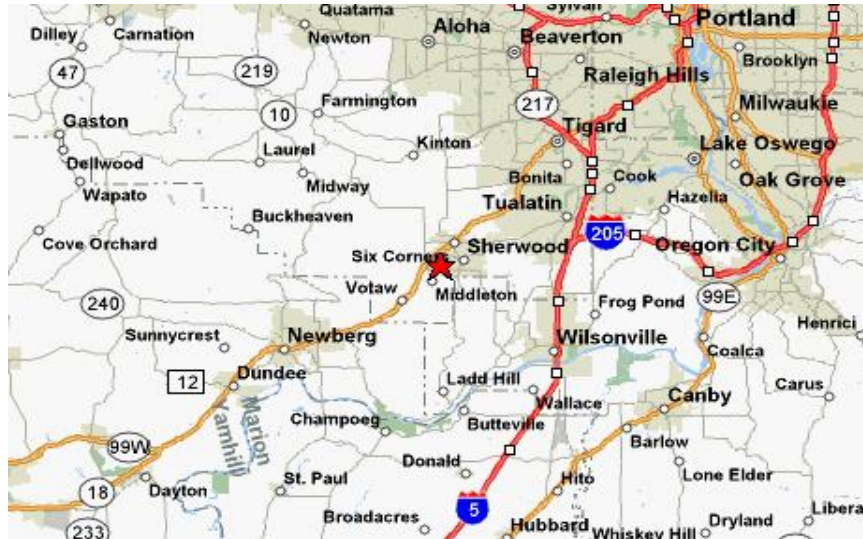 Quatama
Sylvan
Portland
Dilley
Carnation
Newton
Aloha
Beaverton
Brooklyn
47
219
Raleigh Hills
Farmington
217
Milwaukie
10
Gaston
Tigard
Kinton
Lake Oswego
Laurel
Dellwood
Bonita
Cook
Oak Grove
Midway
Wapato
Hazelia
Tualatin
Buckheaven
205
Cove Orchard
Six Corners
Sherwood
Oregon City
Votaw
Middleton
99E
240
Frog Pond
Henrici
Sunnycrest
Newberg
Wilsonville
Coalca
Dundee
12
Ladd Hill
Carus
Wallace
Canby
Marion
Yamhill
Champoeg
Butteville
Barlow
99W
Donald
Lone Elder
18
Dayton
St. Paul
Hito
5
Broadacres
Libera
233
Hubbard
Whiskey Hill
Dryland